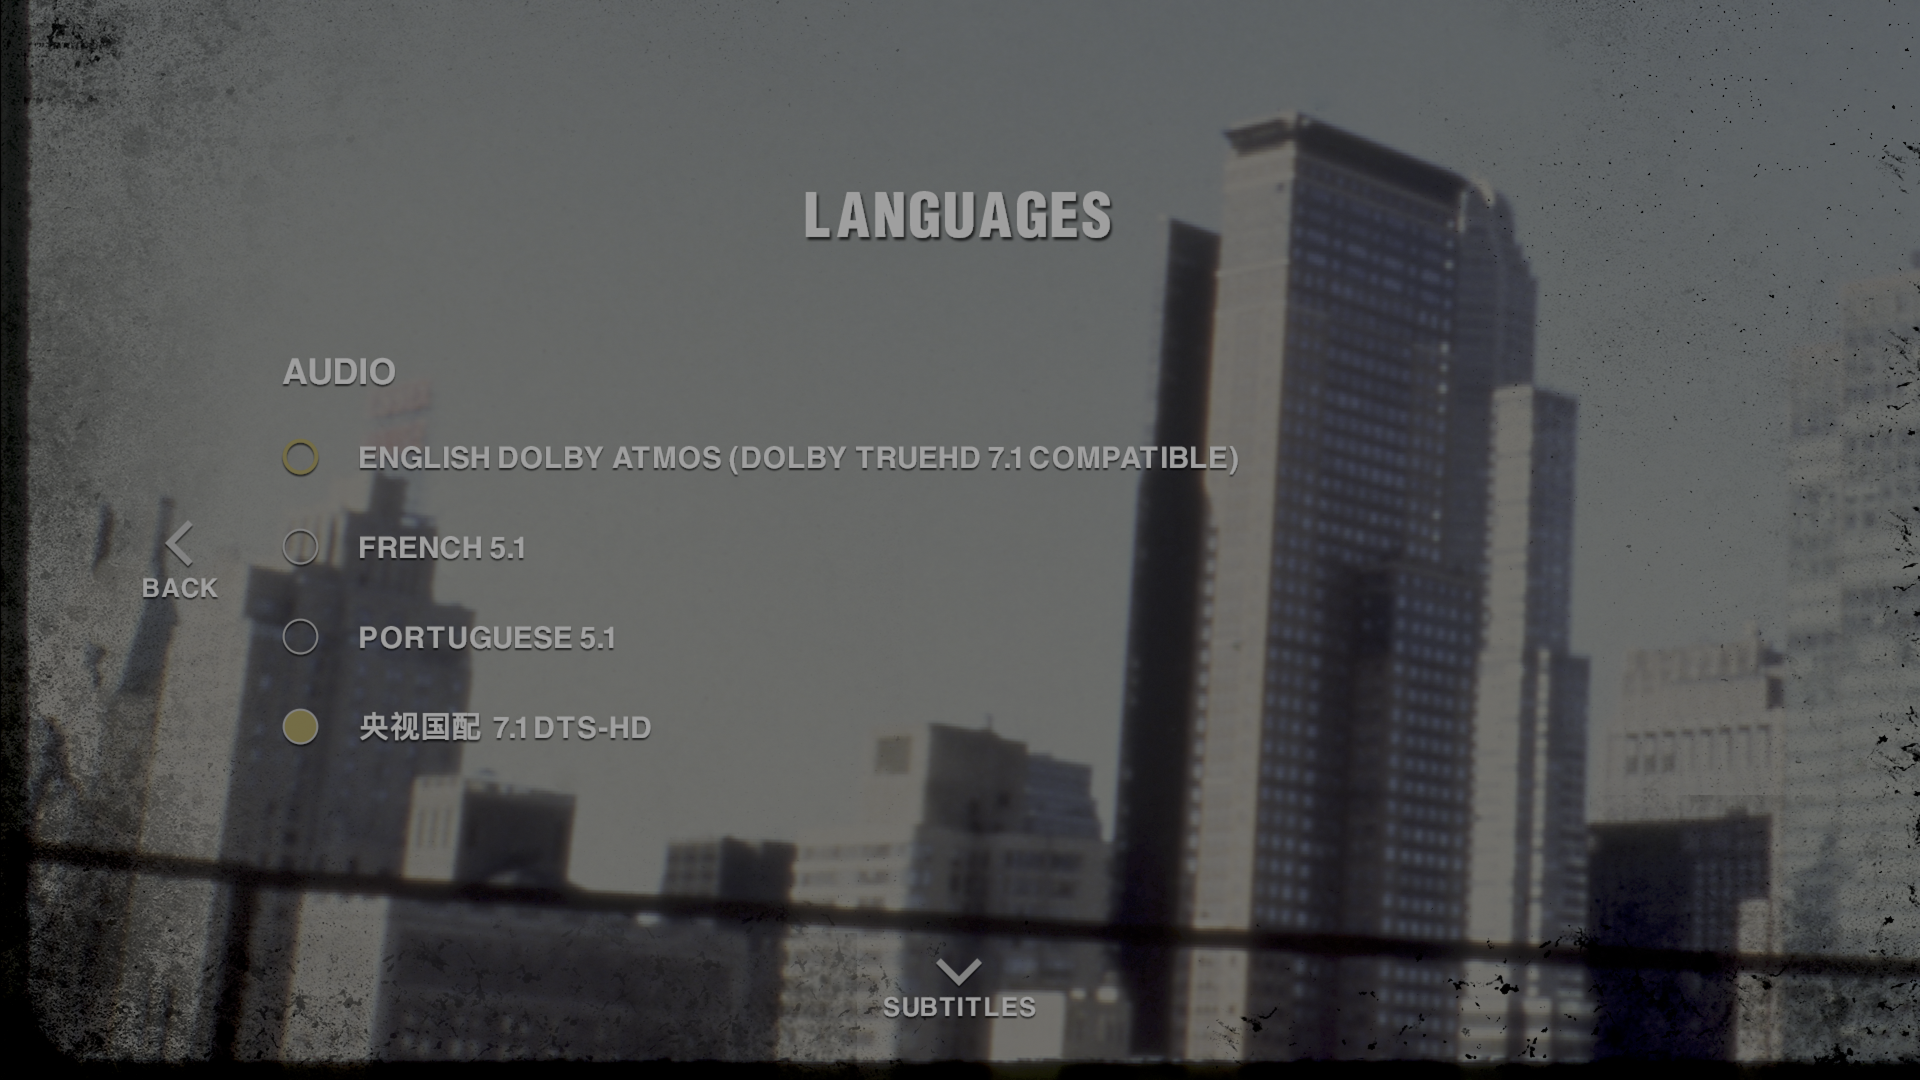 LANGUAGES
AUDIO
ENGLISH DOLBY ATMOS (DOLBY TRUEHD 7.1 COMPATIBLE)
FRENCH 5.1
BACK
PORTUGUESE 5.1
央视国配 7.1 DTS-HD
SUBTITLES